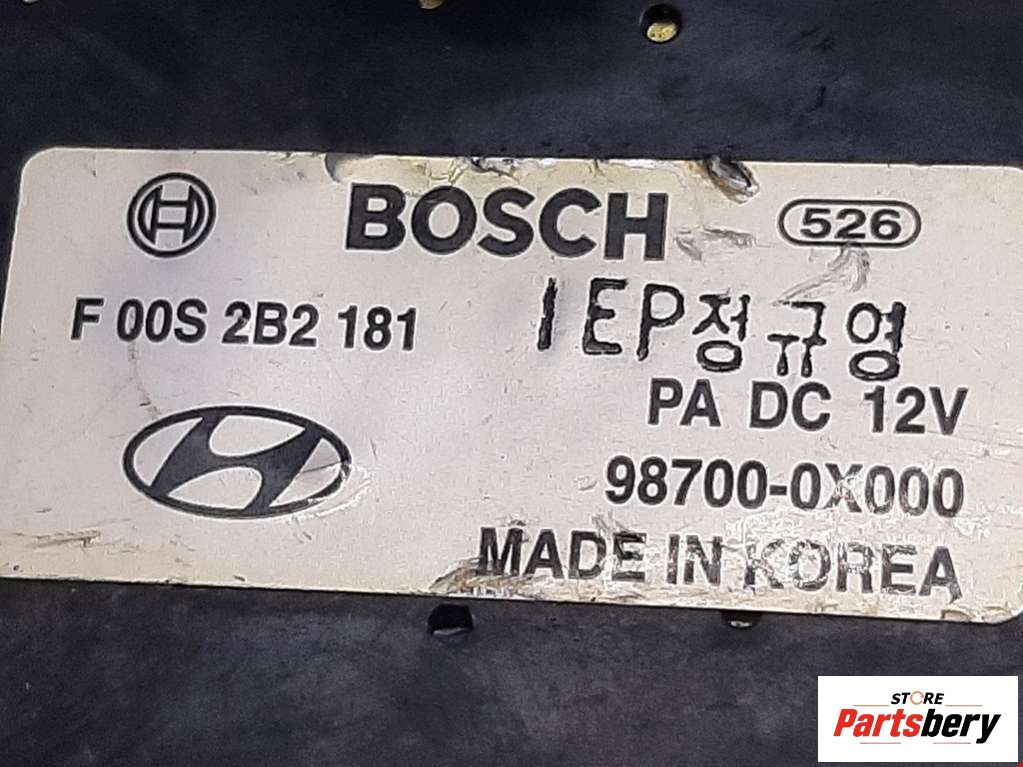 BOSCH 526
F 00S 2B2 181 IEP정규영
PA DC 12V
98700-0X000
MADE IN KOREA
STORE
Partsbery